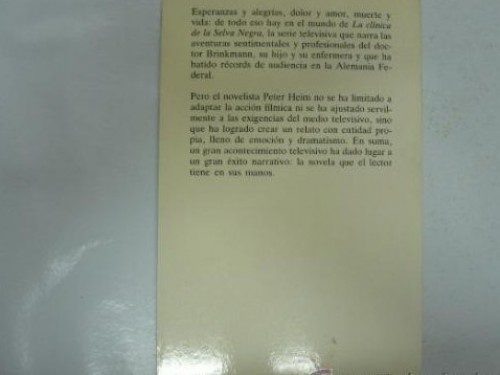 Esperanzas y alegrías, dolor y amor, muerte y
vida: de todo eso hay en el mundo de La clínica
de la Selva Negra, la serie televisiva que narra las
aventuras sentimentales y profesionales del doc-
tor Brinkmann, su hijo y su enfermera y que ha
batido récords de audiencia en la Alemania Fe-
deral.
Pero el novelista Peter Heim no se ha limitado a
adaptar la acción fílmica ni se ha ajustado servil-
mente a las exigencias del medio televisivo, sino
que ha logrado crear un relato con entidad pro-
pia, lleno de emoción y dramatismo. En suma,
un gran acontecimiento televisivo ha dado lugar a
un gran éxito narrativo: la novela que el lector
tiene en sus manos.